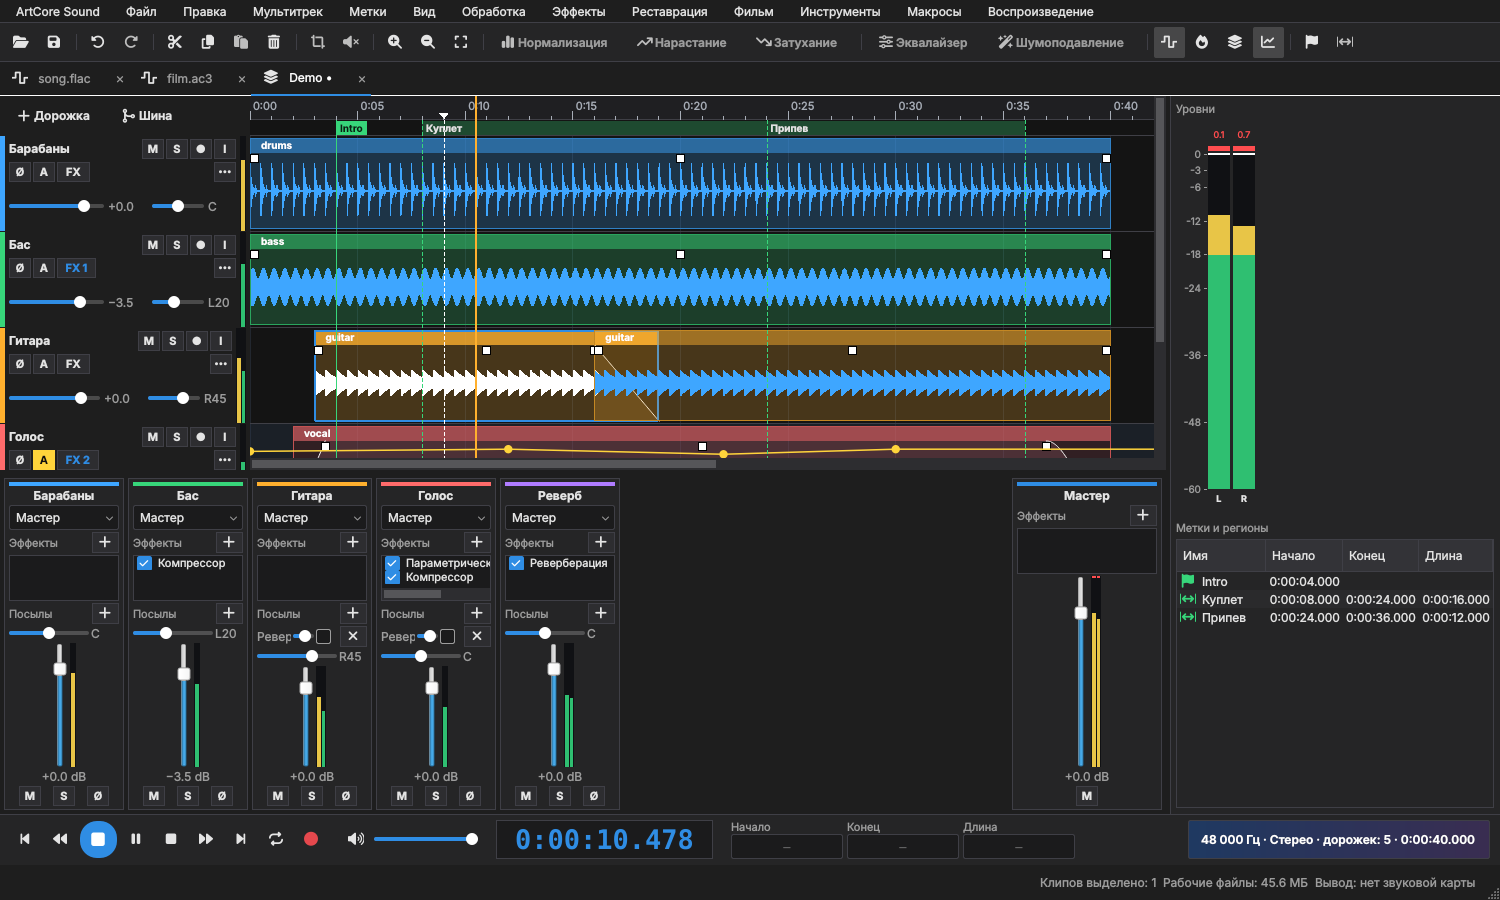 ArtCore Sound Файл Правка Мультитрек Метки Вид Обработка Эффекты Реставрация Фильм Инструменты Макросы Воспроизведение
Нормализация Нарастание Затухание Эквалайзер Шумоподавление
song.flac × film.ac3 × Demo • ×
+ Дорожка Шина
0:00 0:05 0:10 0:15 0:20 0:25 0:30 0:35 0:40
Intro Куплет Припев
Барабаны M S I
Ø A FX ...
+0.0 C
drums
Бас M S I
Ø A FX 1 ...
−3.5 L20
bass
Гитара M S I
Ø A FX ...
+0.0 R45
guitar guitar
Голос M S I
Ø A FX 2 ...
vocal
Уровни
0.1 0.7
0
-3
-6
-12
-18
-24
-36
-48
-60
L R
Метки и регионы
Имя Начало Конец Длина
Intro 0:00:04.000
Куплет 0:00:08.000 0:00:24.000 0:00:16.000
Припев 0:00:24.000 0:00:36.000 0:00:12.000
Барабаны
Мастер
Эффекты +
Посылы +
C
+0.0 dB
M S Ø
Бас
Мастер
Эффекты +
Компрессор
Посылы +
L20
−3.5 dB
M S Ø
Гитара
Мастер
Эффекты +
Посылы +
Ревер ×
R45
+0.0 dB
M S Ø
Голос
Мастер
Эффекты +
Параметрическ
Компрессор
Посылы +
Ревер ×
C
+0.0 dB
M S Ø
Реверб
Мастер
Эффекты +
Реверберация
Посылы +
C
+0.0 dB
M S Ø
Мастер
Эффекты +
+0.0 dB
M
0:00:10.478
Начало Конец Длина
– – –
48 000 Гц · Стерео · дорожек: 5 · 0:00:40.000
Клипов выделено: 1 Рабочие файлы: 45.6 МБ Вывод: нет звуковой карты